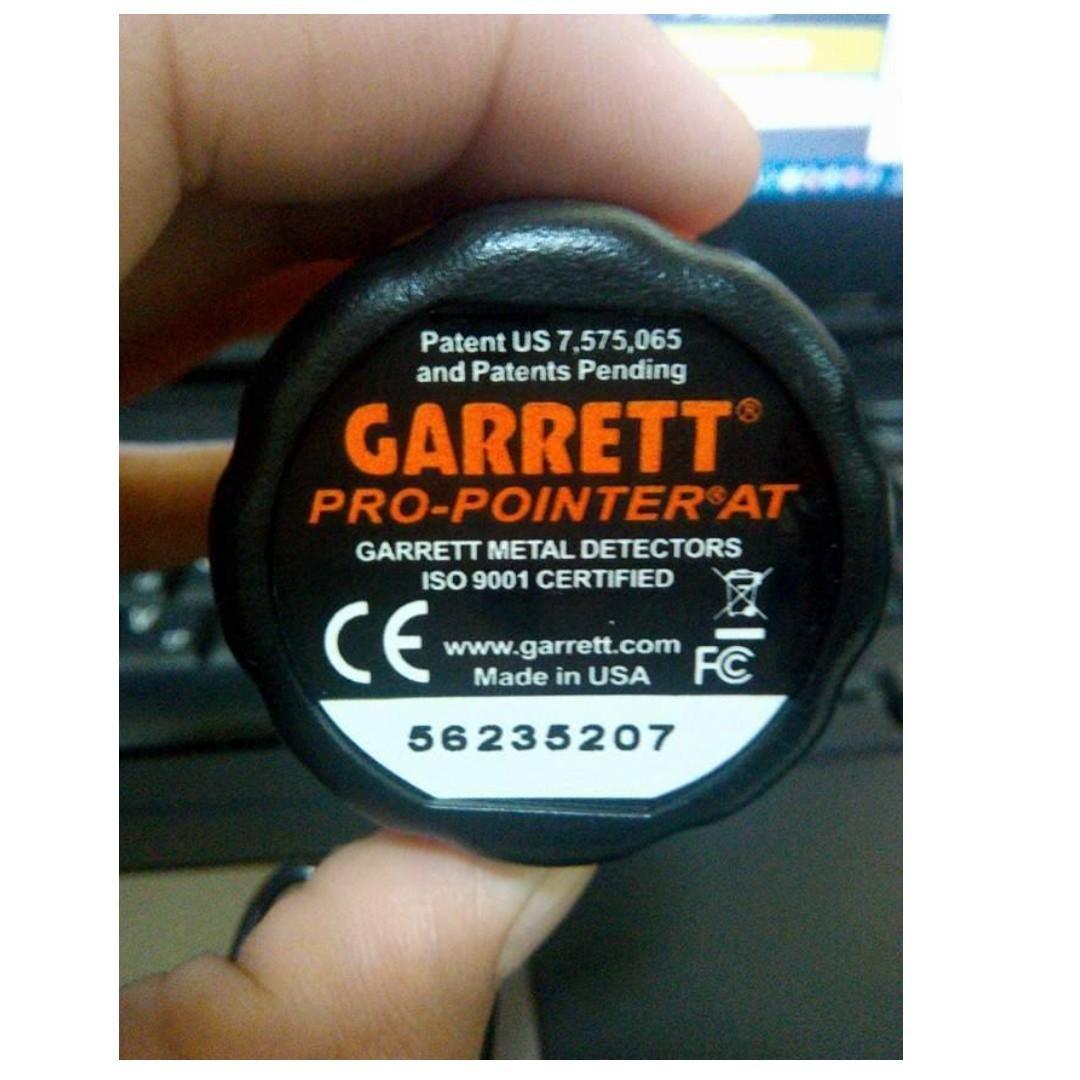 Patent US 7,575,065
and Patents Pending
GARRETT®
PRO-POINTER®AT
GARRETT METAL DETECTORS
ISO 9001 CERTIFIED
CE www.garrett.com FC
Made in USA
56235207